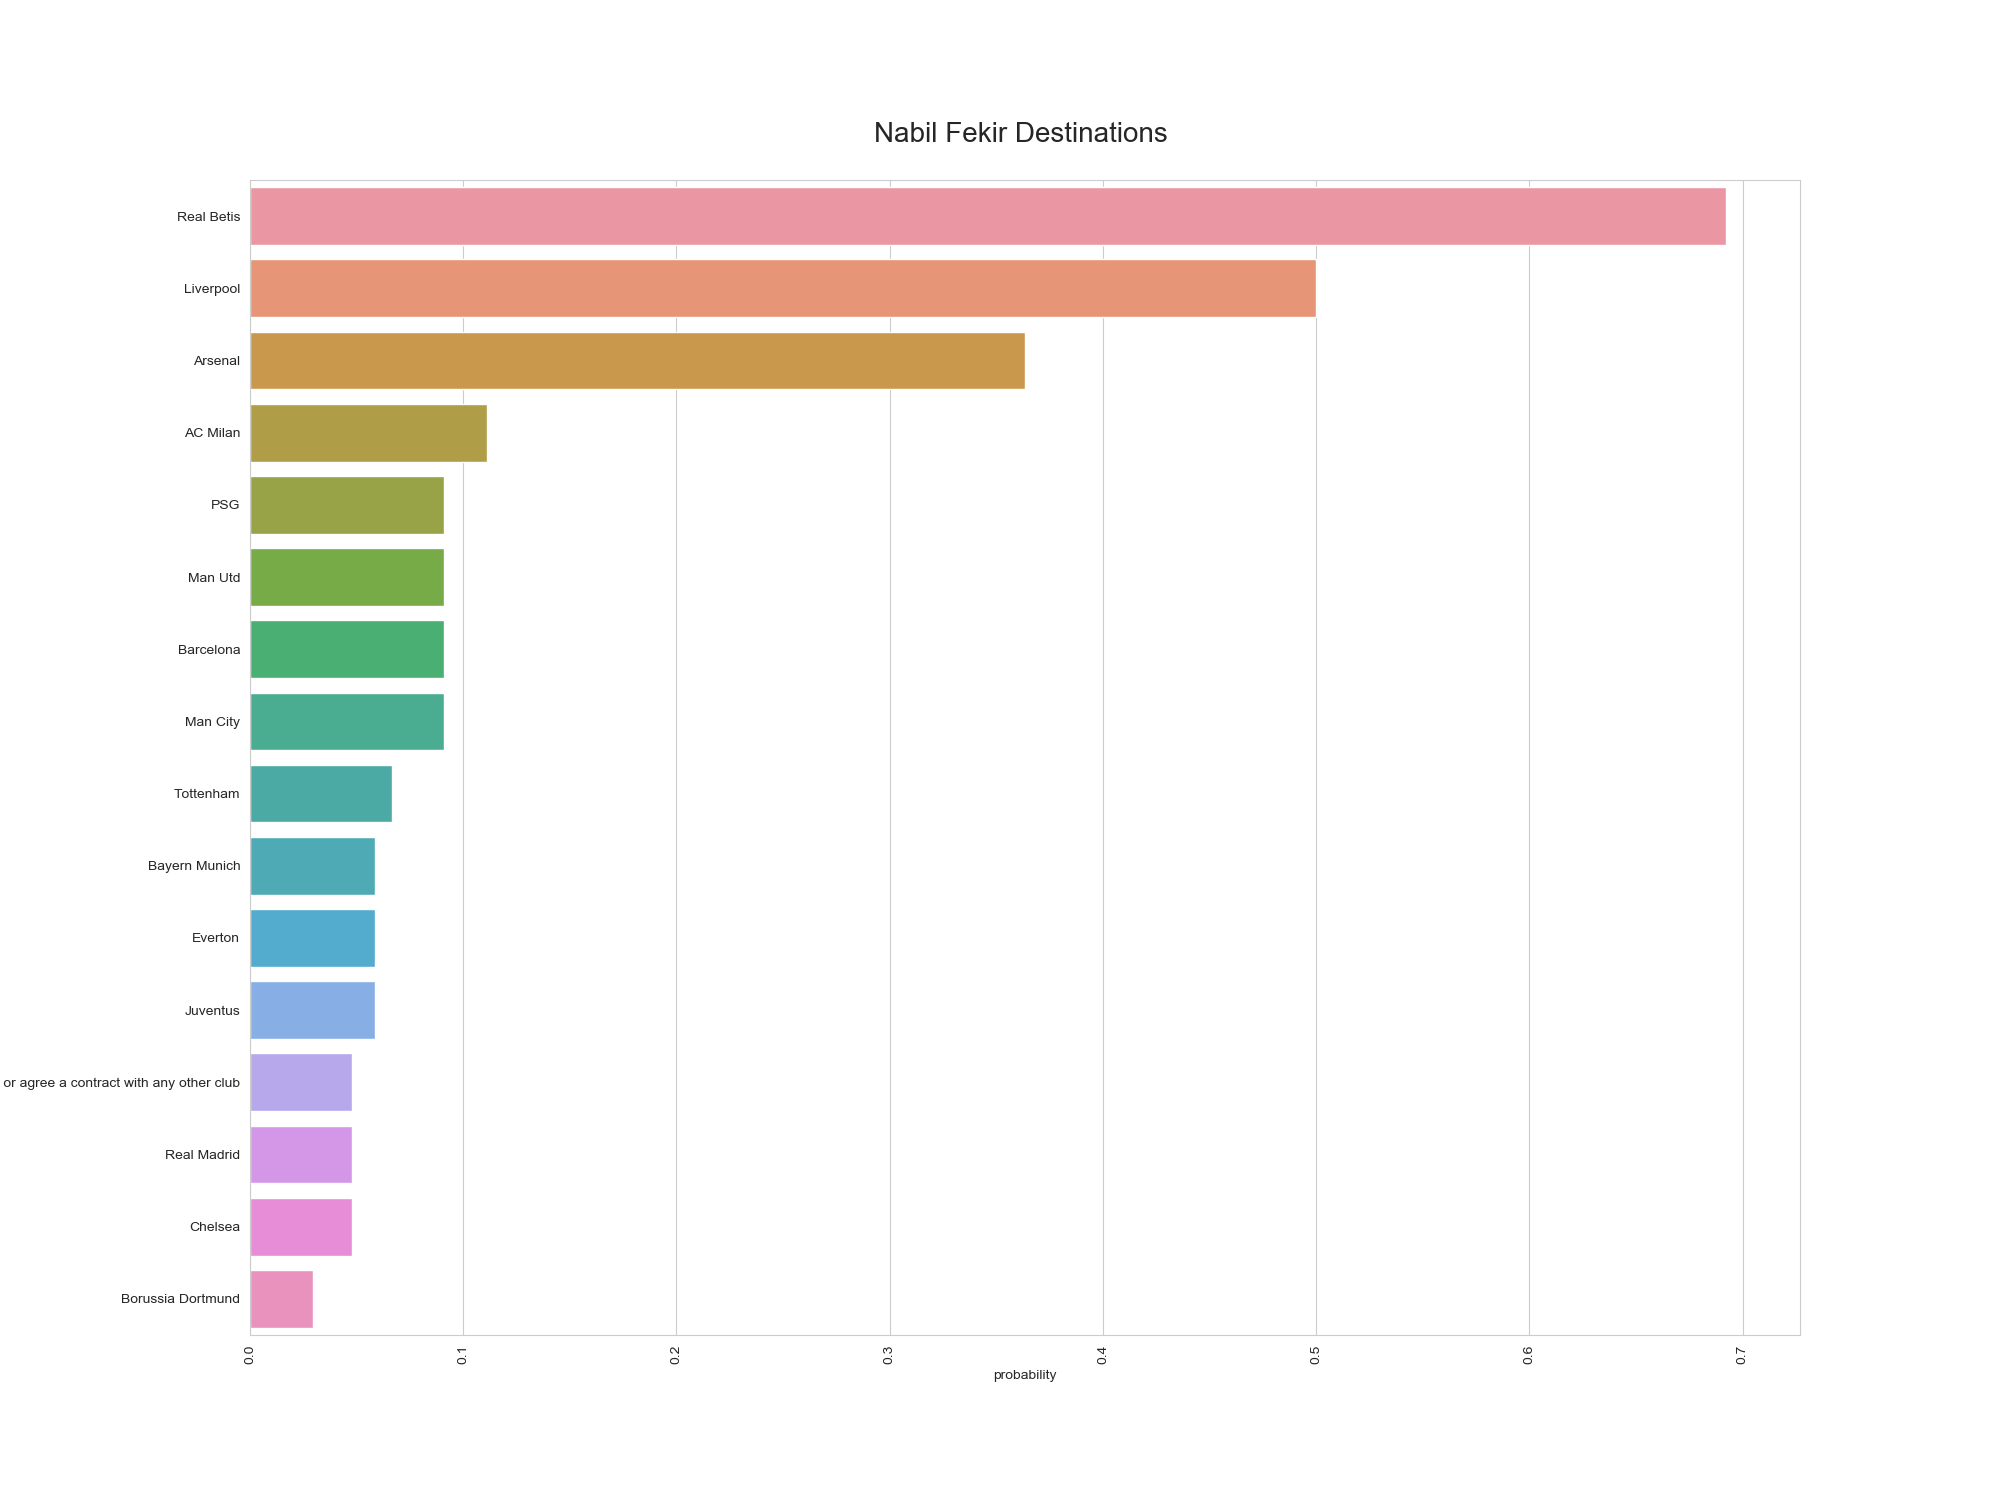 Nabil Fekir Destinations
Real Betis
Liverpool
Arsenal
AC Milan
PSG
Man Utd
Barcelona
Man City
Tottenham
Bayern Munich
Everton
Juventus
or agree a contract with any other club
Real Madrid
Chelsea
Borussia Dortmund
0.0
0.1
0.2
0.3
0.4
0.5
0.6
0.7
probability